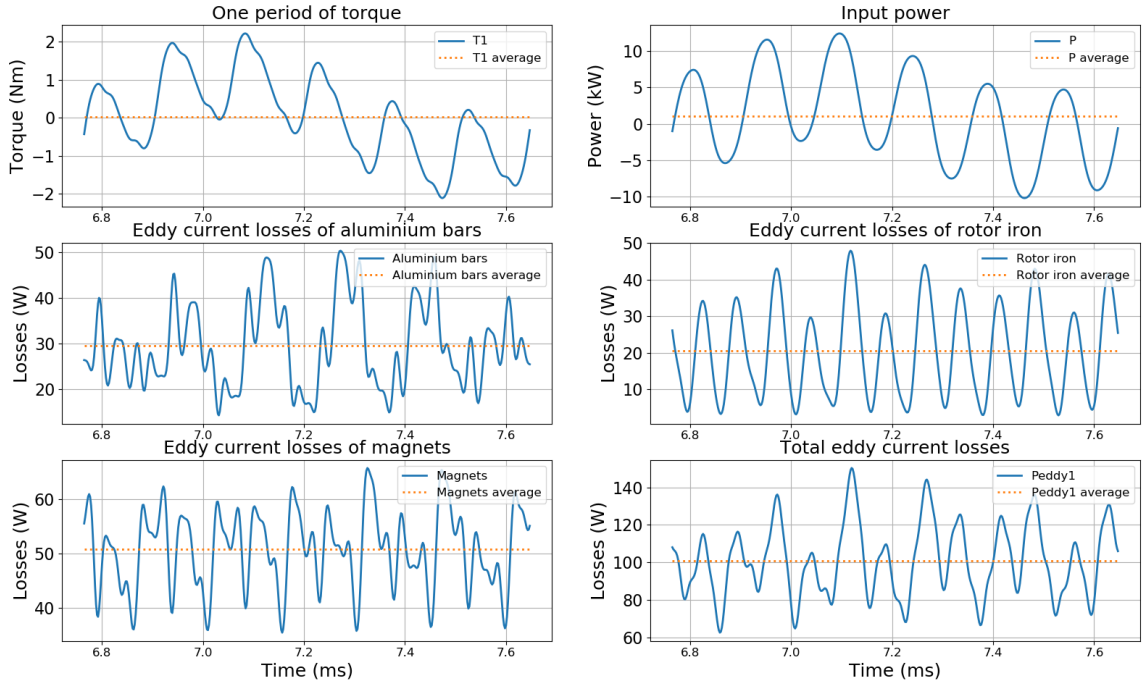 One period of torque
Torque (Nm)
2
1
0
−1
−2
T1
T1 average
6.8 7.0 7.2 7.4 7.6
Input power
Power (kW)
10
5
0
−5
−10
P
P average
6.8 7.0 7.2 7.4 7.6
Eddy current losses of aluminium bars
Losses (W)
50
40
30
20
Aluminium bars
Aluminium bars average
6.8 7.0 7.2 7.4 7.6
Eddy current losses of rotor iron
Losses (W)
50
40
30
20
10
Rotor iron
Rotor iron average
6.8 7.0 7.2 7.4 7.6
Eddy current losses of magnets
Losses (W)
60
50
40
Magnets
Magnets average
6.8 7.0 7.2 7.4 7.6
Time (ms)
Total eddy current losses
Losses (W)
140
120
100
80
60
Peddy1
Peddy1 average
6.8 7.0 7.2 7.4 7.6
Time (ms)